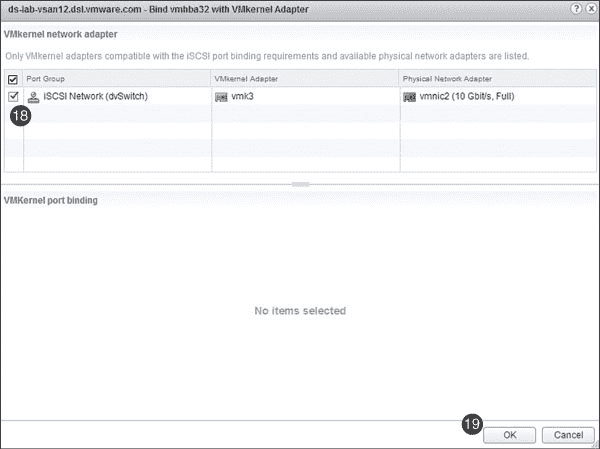 ds-lab-vsan12.dsl.vmware.com - Bind vmhba32 with VMkernel Adapter
VMkernel network adapter
Only VMkernel adapters compatible with the iSCSI port binding requirements and available physical network adapters are listed.
Port Group VMkernel Adapter Physical Network Adapter
iSCSI Network (dvSwitch) vmk3 vmnic2 (10 Gbit/s, Full)
18
VMKernel port binding
No items selected
19
OK Cancel